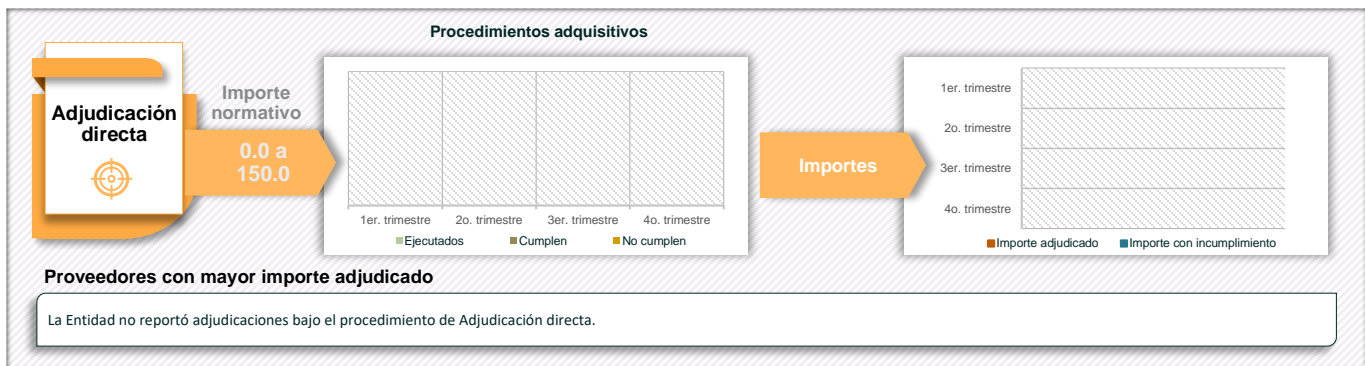 Procedimientos adquisitivos
Adjudicación
directa
Importe
normativo
0.0 a
150.0
1er. trimestre 2o. trimestre 3er. trimestre 4o. trimestre
Ejecutados Cumplen No cumplen
Importes
1er. trimestre
2o. trimestre
3er. trimestre
4o. trimestre
Importe adjudicado Importe con incumplimiento
Proveedores con mayor importe adjudicado
La Entidad no reportó adjudicaciones bajo el procedimiento de Adjudicación directa.